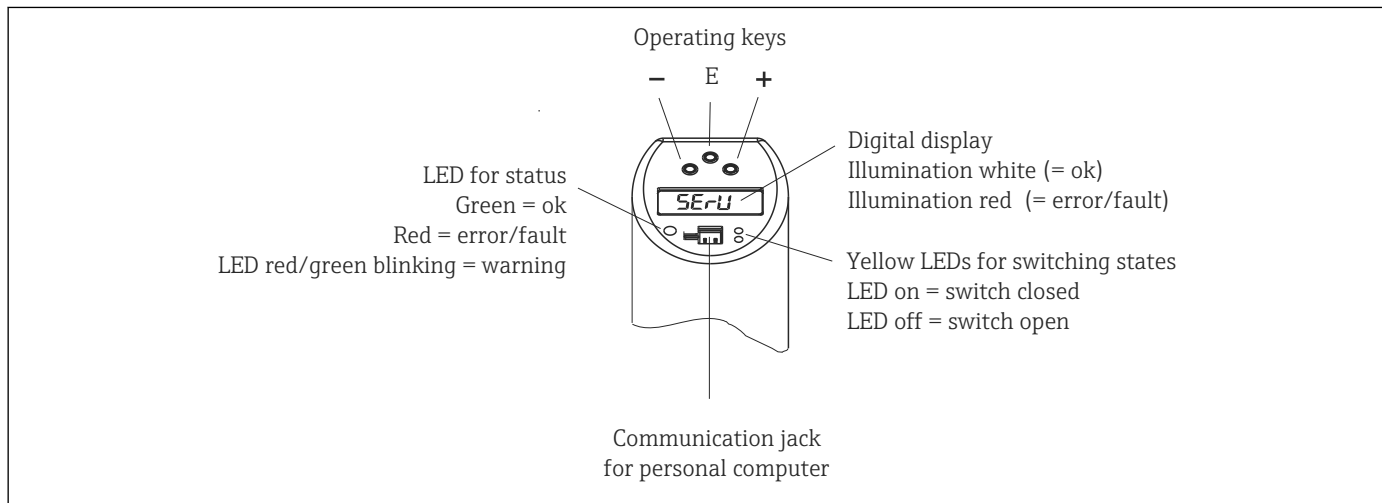 Operating keys
− E +
Digital display
Illumination white (= ok)
Illumination red (= error/fault)
LED for status
Green = ok
Red = error/fault
LED red/green blinking = warning
SErU
Yellow LEDs for switching states
LED on = switch closed
LED off = switch open
Communication jack
for personal computer